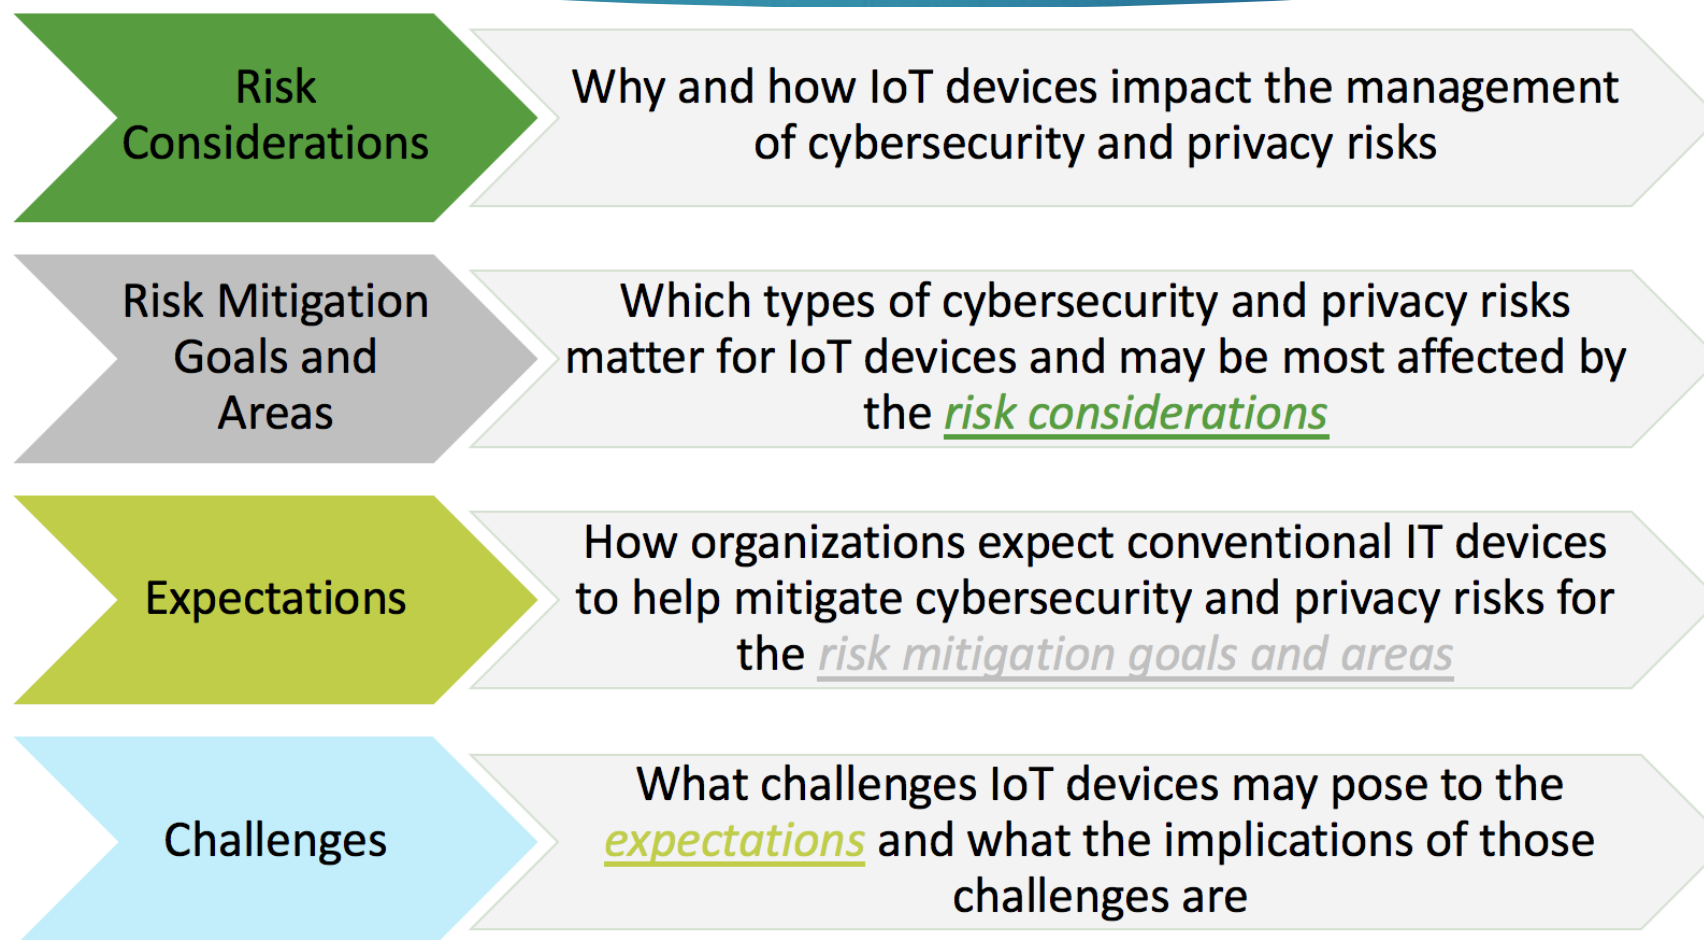 Risk
Considerations
Why and how IoT devices impact the management
of cybersecurity and privacy risks
Risk Mitigation
Goals and
Areas
Which types of cybersecurity and privacy risks
matter for IoT devices and may be most affected by
the risk considerations
Expectations
How organizations expect conventional IT devices
to help mitigate cybersecurity and privacy risks for
the risk mitigation goals and areas
Challenges
What challenges IoT devices may pose to the
expectations and what the implications of those
challenges are